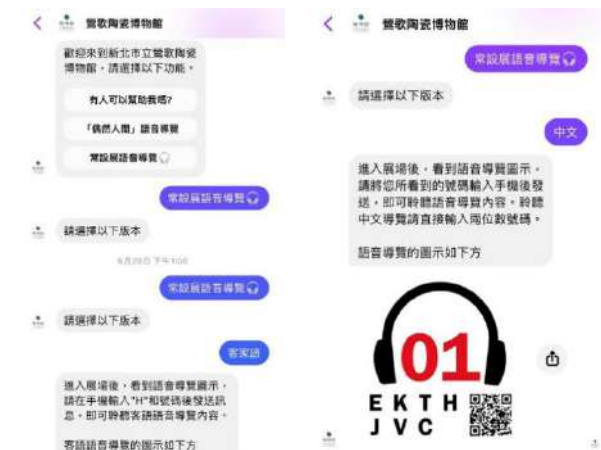 鶯歌陶瓷博物館
歡迎來到新北市立鶯歌陶瓷
博物館，請選擇以下功能。
有人可以幫助我嗎?
「偶然人間」語音導覽
常設展語音導覽🎧
常設展語音導覽🎧
請選擇以下版本
6月28日 下午1:08
常設展語音導覽🎧
請選擇以下版本
客家語
進入展場後，看到語音導覽圖示，
請在手機輸入"H"和號碼後發送訊
息，即可聆聽客語語音導覽內容。
客語語音導覽的圖示如下方
鶯歌陶瓷博物館
常設展語音導覽🎧
請選擇以下版本
中文
進入展場後，看到語音導覽圖示，
請將您所看到的號碼輸入手機後發
送，即可聆聽語音導覽內容。聆聽
中文導覽請直接輸入兩位數號碼。
語音導覽的圖示如下方
01
E K T H
J V C